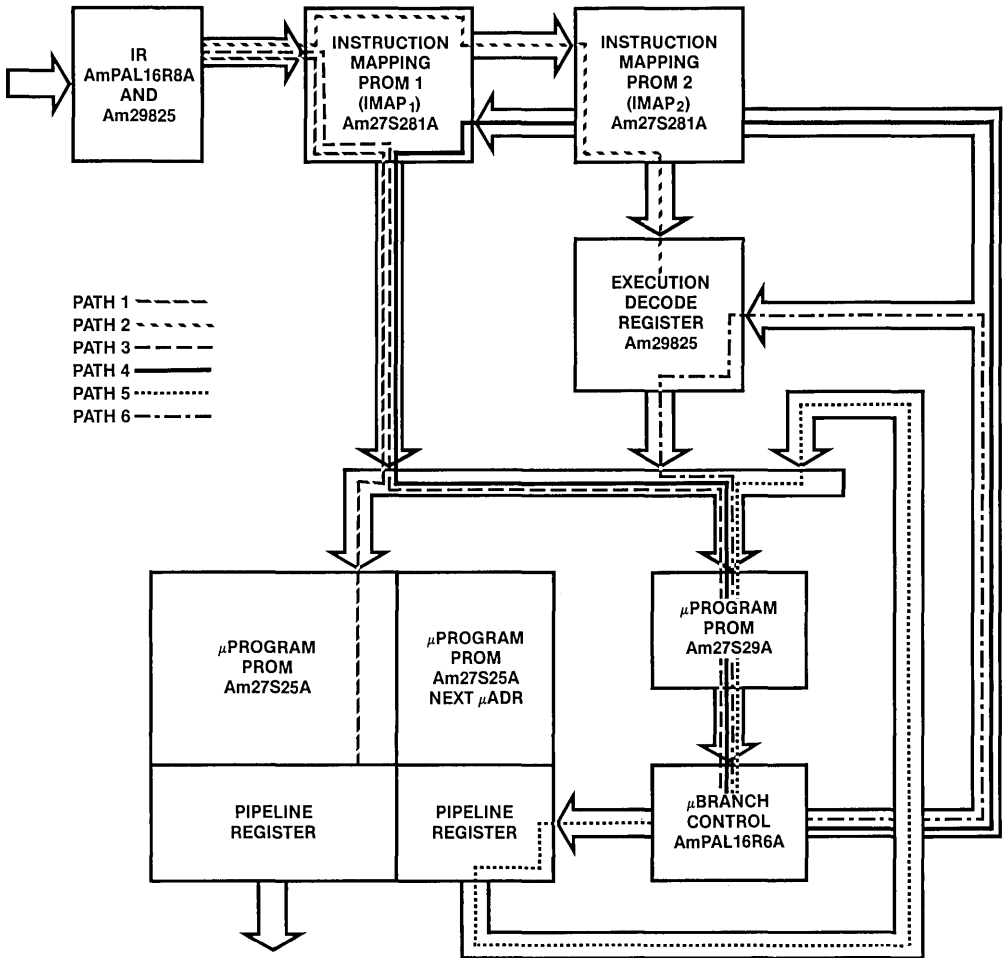 IR
AmPAL16R8A
AND
Am29825
INSTRUCTION
MAPPING
PROM 1
(IMAP₁)
Am27S281A
INSTRUCTION
MAPPING
PROM 2
(IMAP₂)
Am27S281A
EXECUTION
DECODE
REGISTER
Am29825
PATH 1
PATH 2
PATH 3
PATH 4
PATH 5
PATH 6
μPROGRAM
PROM
Am27S25A
μPROGRAM
PROM
Am27S25A
NEXT μADR
μPROGRAM
PROM
Am27S29A
PIPELINE
REGISTER
PIPELINE
REGISTER
μBRANCH
CONTROL
AmPAL16R6A